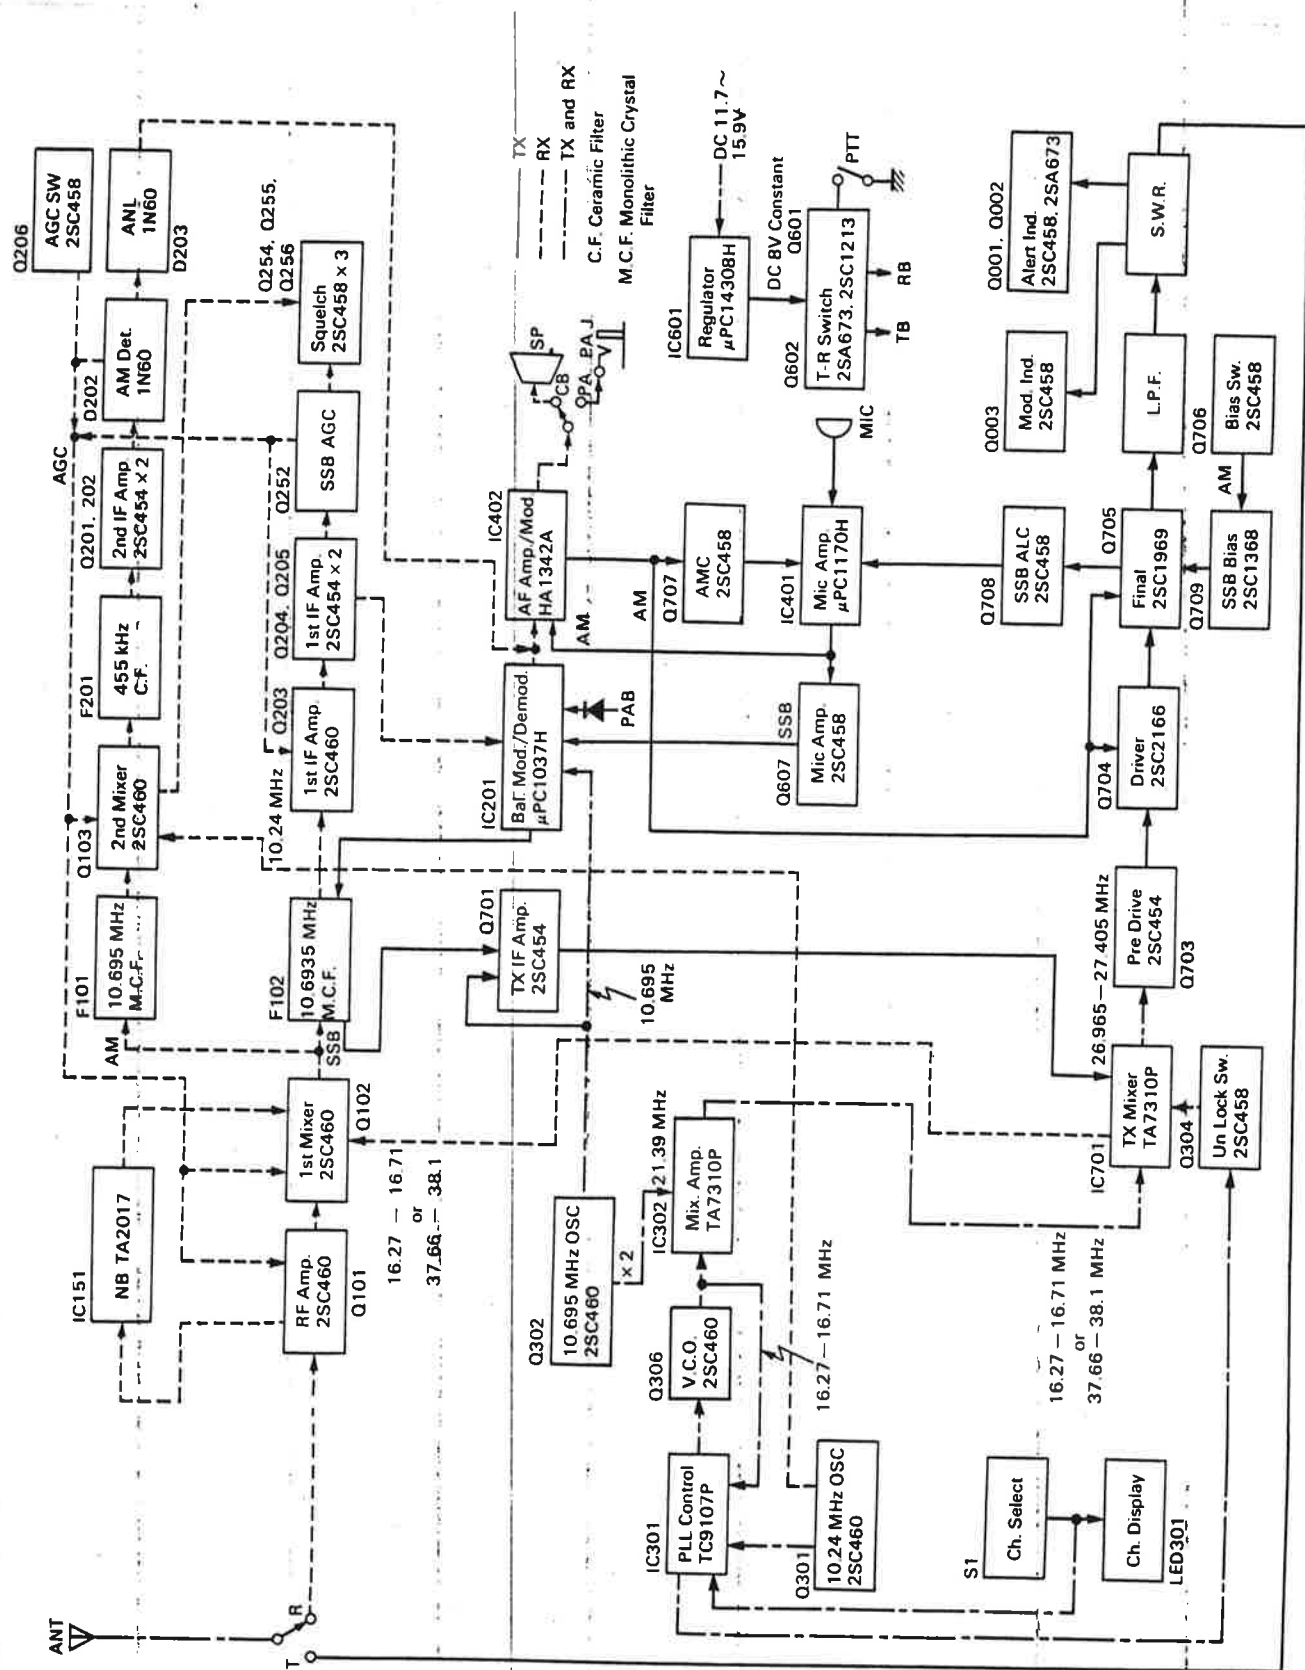 ANT
R
T
IC151
NB TA2017
RF Amp.
2SC460
Q101
1st Mixer
2SC460
Q102
16.27 – 16.71
or
37.66 – 38.1
AM
SSB
F101
10.695 MHz
M.C.F.
F102
10.6935 MHz
M.C.F.
Q103
2nd Mixer
2SC460
10.24 MHz
F201
455 kHz
C.F.
AGC
Q201. 202
2nd IF Amp.
2SC454 × 2
D202
AM Det.
1N60
ANL
1N60
D203
Q206
AGC SW
2SC458
Q203
1st IF Amp.
2SC460
Q204, Q205
1st IF Amp.
2SC454 × 2
Q252
SSB AGC
Q254, Q255,
Q256
Squelch
2SC458 × 3
IC201
Bal. Mod./Demod.
μPC1037H
PAB
IC402
AF Amp./Mod.
HA1342A
AM
SP
CB
PA
P.A.J.
TX
RX
TX and RX
C.F. Ceramic Filter
M.C.F. Monolithic Crystal
Filter
Q701
TX IF Amp.
2SC454
10.695
MHz
SSB
Q607
Mic Amp.
2SC458
AM
Q707
AMC
2SC458
IC401
Mic Amp.
μPC1170H
MIC
IC601
Regulator
μPC14308H
DC 11.7~
15.9V
DC 8V Constant
Q602
Q601
T-R Switch
2SA673, 2SC1213
PTT
TB
RB
Q302
10.695 MHz OSC
2SC460
× 2
IC302
21.39 MHz
Mix. Amp.
TA7310P
Q306
V.C.O.
2SC460
16.27–16.71 MHz
IC301
PLL Control
TC9107P
Q301
10.24 MHz OSC
2SC460
S1
Ch. Select
Ch. Display
LED301
16.27 – 16.71 MHz
or
37.66 – 38.1 MHz
IC701
TX Mixer
TA7310P
Q304
Un Lock Sw.
2SC458
26.965 – 27.405 MHz
Pre Drive
2SC454
Q703
Q704
Driver
2SC2166
Q708
SSB ALC
2SC458
Q705
Final
2SC1969
Q709
SSB Bias
2SC1368
AM
Q706
Bias Sw.
2SC458
L.P.F.
S.W.R.
Q003
Mod. Ind.
2SC458
Q001, Q002
Alert Ind.
2SC458, 2SA673